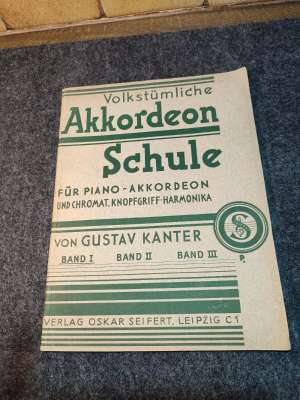 Volkstümliche
Akkordeon
Schule
FÜR PIANO-AKKORDEON
UND CHROMAT. KNOPFGRIFF-HARMONIKA
VON GUSTAV KANTER
BAND I BAND II BAND III P.
VERLAG OSKAR SEIFERT, LEIPZIG C 1